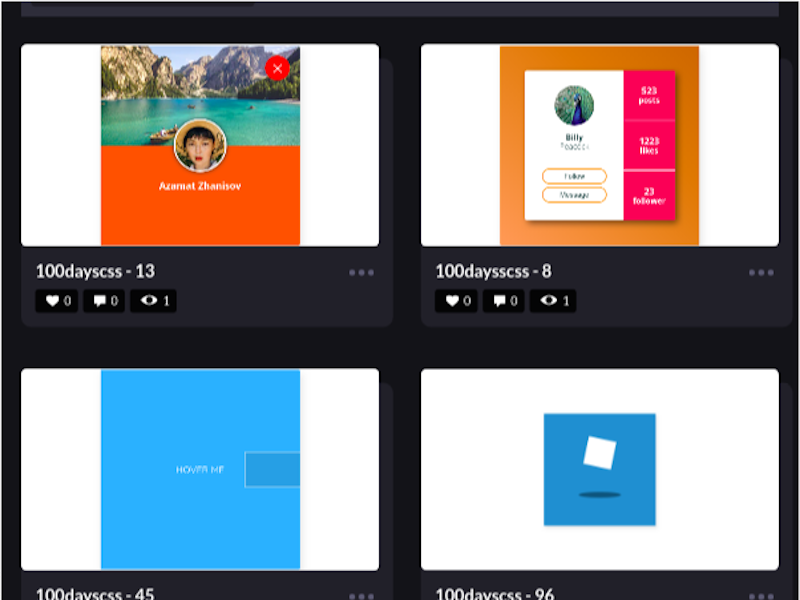 Azamat Zhanisov
523
posts
Billy
Peacock
1223
likes
Follow
Message
23
follower
100dayscss - 13
0 0 1
100daysscss - 8
0 0 1
HOVER ME
100dayscss - 45
100dayscss - 96